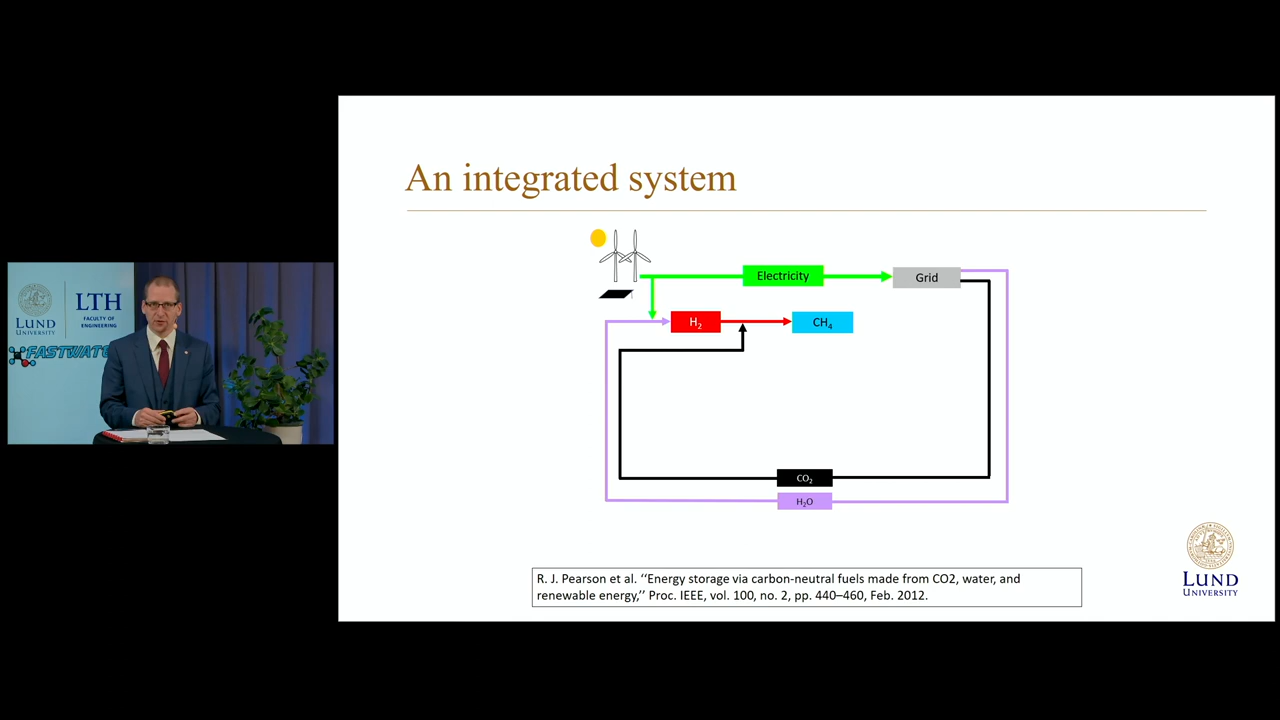 An integrated system
Electricity
Grid
H2
CH4
CO2
H2O
R. J. Pearson et al. ‘‘Energy storage via carbon-neutral fuels made from CO2, water, and
renewable energy,’’ Proc. IEEE, vol. 100, no. 2, pp. 440–460, Feb. 2012.
LUND
UNIVERSITY
LUND
UNIVERSITY
LTH
FACULTY OF
ENGINEERING
FASTWATE